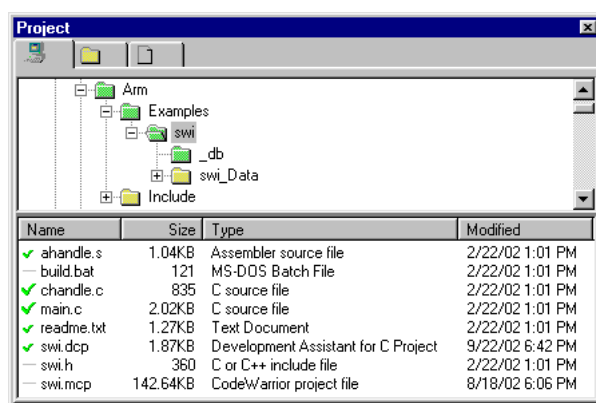 Project
Arm
Examples
swi
_db
swi_Data
Include
Name Size Type Modified
ahandle.s 1.04KB Assembler source file 2/22/02 1:01 PM
build.bat 121 MS-DOS Batch File 2/22/02 1:01 PM
chandle.c 835 C source file 2/22/02 1:01 PM
main.c 2.02KB C source file 2/22/02 1:01 PM
readme.txt 1.27KB Text Document 2/22/02 1:01 PM
swi.dcp 1.87KB Development Assistant for C Project 9/22/02 6:42 PM
swi.h 360 C or C++ include file 2/22/02 1:01 PM
swi.mcp 142.64KB CodeWarrior project file 8/18/02 6:06 PM